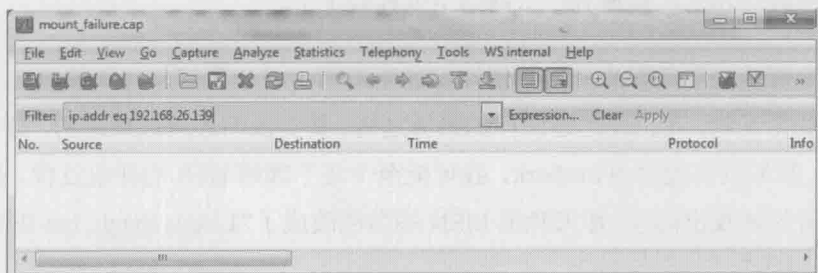 mount_failure.cap
File Edit View Go Capture Analyze Statistics Telephony Tools WS internal Help
Filter: ip.addr eq 192.168.26.139 Expression... Clear Apply
No. Source Destination Time Protocol Info